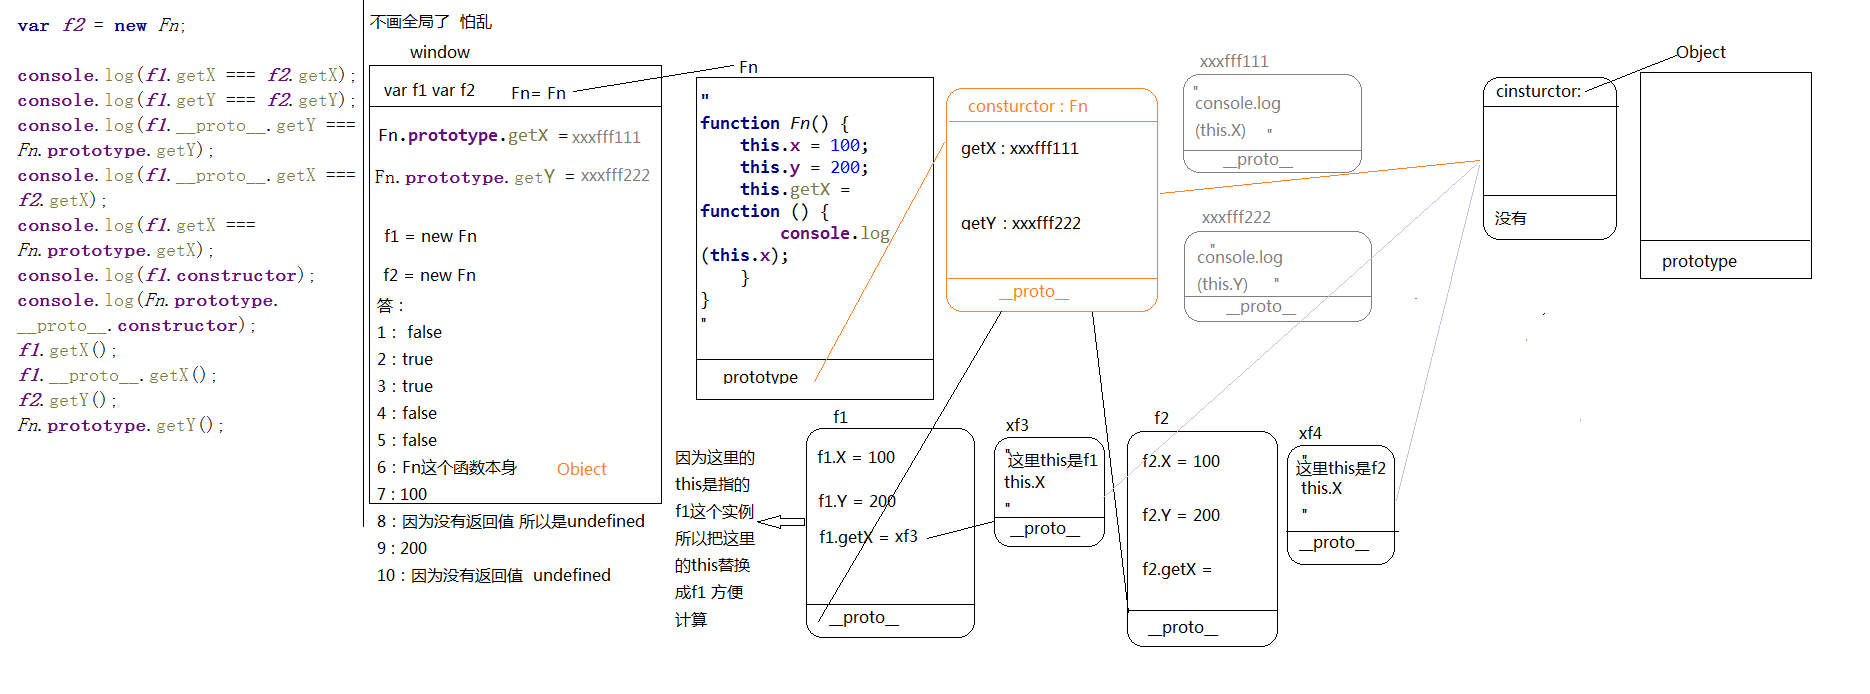 var f2 = new Fn;
console.log(f1.getX === f2.getX);
console.log(f1.getY === f2.getY);
console.log(f1.__proto__.getY ===
Fn.prototype.getY);
console.log(f1.__proto__.getX ===
f2.getX);
console.log(f1.getX ===
Fn.prototype.getX);
console.log(f1.constructor);
console.log(Fn.prototype.
__proto__.constructor);
f1.getX();
f1.__proto__.getX();
f2.getY();
Fn.prototype.getY();
不画全局了 怕乱
window
var f1 var f2 Fn= Fn
Fn.prototype.getX = xxxfff111
Fn.prototype.getY = xxxfff222
f1 = new Fn
f2 = new Fn
答：
1： false
2：true
3：true
4：false
5：false
6：Fn这个函数本身 Object
7：100
8：因为没有返回值 所以是undefined
9：200
10：因为没有返回值 undefined
Fn
"
function Fn() {
this.x = 100;
this.y = 200;
this.getX =
function () {
console.log
(this.x);
}
}
"
prototype
consturctor : Fn
getX : xxxfff111
getY : xxxfff222
__proto__
xxxfff111
"
console.log
(this.X) "
__proto__
xxxfff222
"
console.log
(this.Y) "
__proto__
cinsturctor:
没有
Object
prototype
因为这里的
this是指的
f1这个实例
所以把这里
的this替换
成f1 方便
计算
f1
f1.X = 100
f1.Y = 200
f1.getX = xf3
__proto__
xf3
"这里this是f1
this.X
"
__proto__
f2
f2.X = 100
f2.Y = 200
f2.getX =
__proto__
xf4
"这里this是f2
this.X
"
__proto__